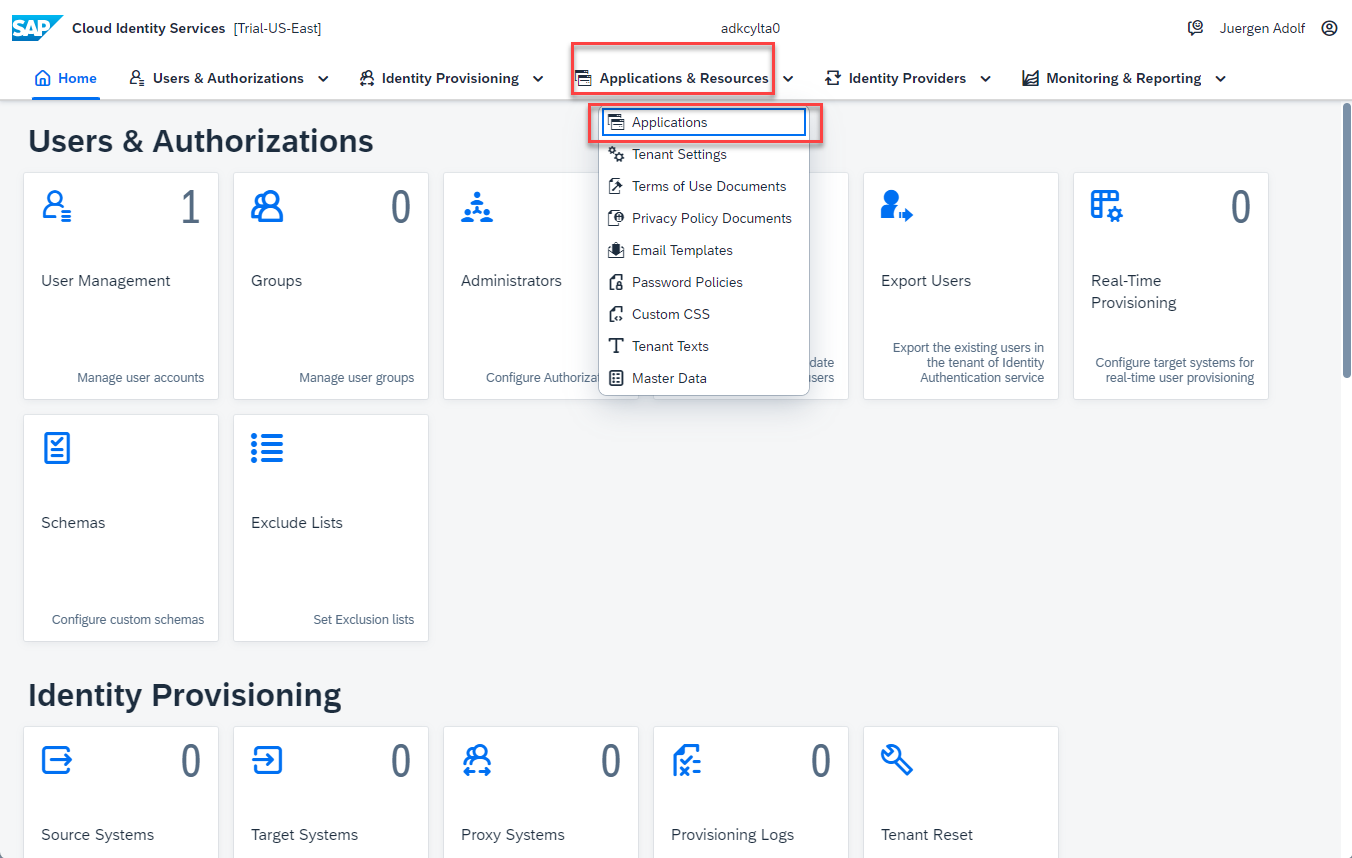 SAP Cloud Identity Services [Trial-US-East] adkcylta0 Juergen Adolf
Home Users & Authorizations Identity Provisioning Applications & Resources Identity Providers Monitoring & Reporting
Applications
Tenant Settings
Terms of Use Documents
Privacy Policy Documents
Email Templates
Password Policies
Custom CSS
Tenant Texts
Master Data
Users & Authorizations
1
User Management
Manage user accounts
0
Groups
Manage user groups
Administrators
Configure Authoriza
date
sers
Export Users
Export the existing users in
the tenant of Identity
Authentication service
0
Real-Time
Provisioning
Configure target systems for
real-time user provisioning
Schemas
Configure custom schemas
Exclude Lists
Set Exclusion lists
Identity Provisioning
0
Source Systems
0
Target Systems
0
Proxy Systems
0
Provisioning Logs
Tenant Reset